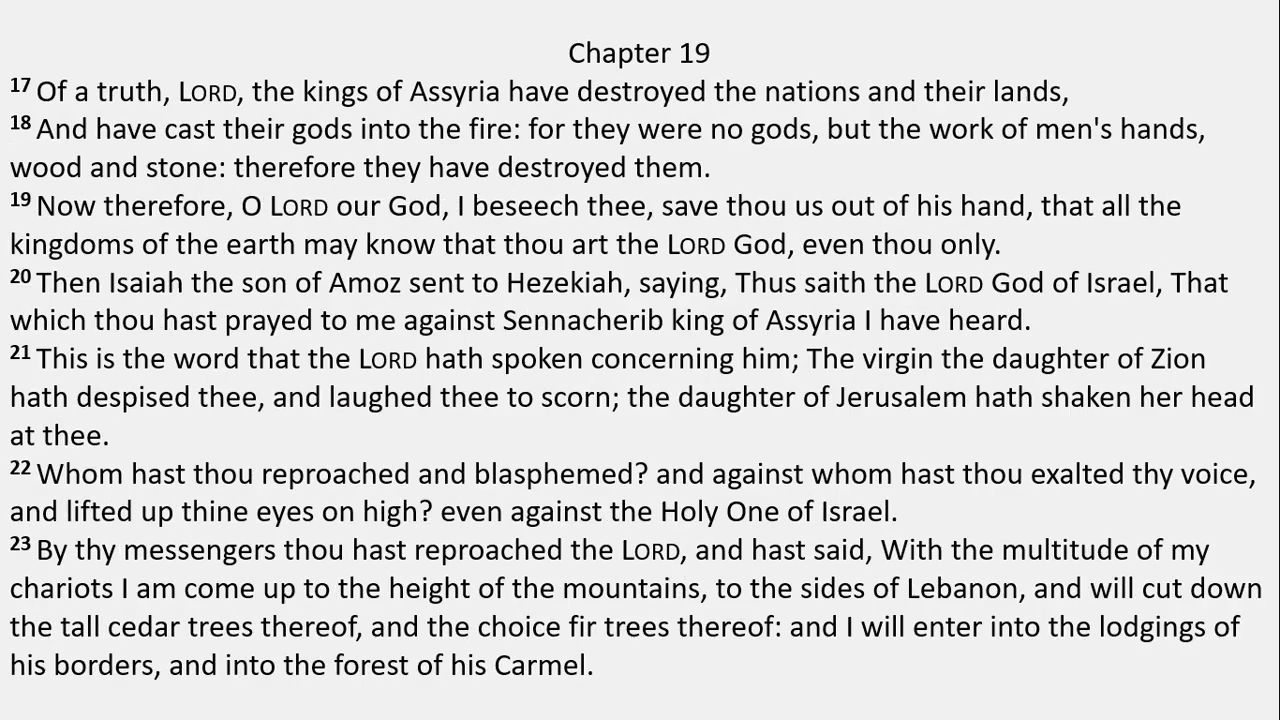 Chapter 19
17 Of a truth, LORD, the kings of Assyria have destroyed the nations and their lands,
18 And have cast their gods into the fire: for they were no gods, but the work of men's hands,
wood and stone: therefore they have destroyed them.
19 Now therefore, O LORD our God, I beseech thee, save thou us out of his hand, that all the
kingdoms of the earth may know that thou art the LORD God, even thou only.
20 Then Isaiah the son of Amoz sent to Hezekiah, saying, Thus saith the LORD God of Israel, That
which thou hast prayed to me against Sennacherib king of Assyria I have heard.
21 This is the word that the LORD hath spoken concerning him; The virgin the daughter of Zion
hath despised thee, and laughed thee to scorn; the daughter of Jerusalem hath shaken her head
at thee.
22 Whom hast thou reproached and blasphemed? and against whom hast thou exalted thy voice,
and lifted up thine eyes on high? even against the Holy One of Israel.
23 By thy messengers thou hast reproached the LORD, and hast said, With the multitude of my
chariots I am come up to the height of the mountains, to the sides of Lebanon, and will cut down
the tall cedar trees thereof, and the choice fir trees thereof: and I will enter into the lodgings of
his borders, and into the forest of his Carmel.